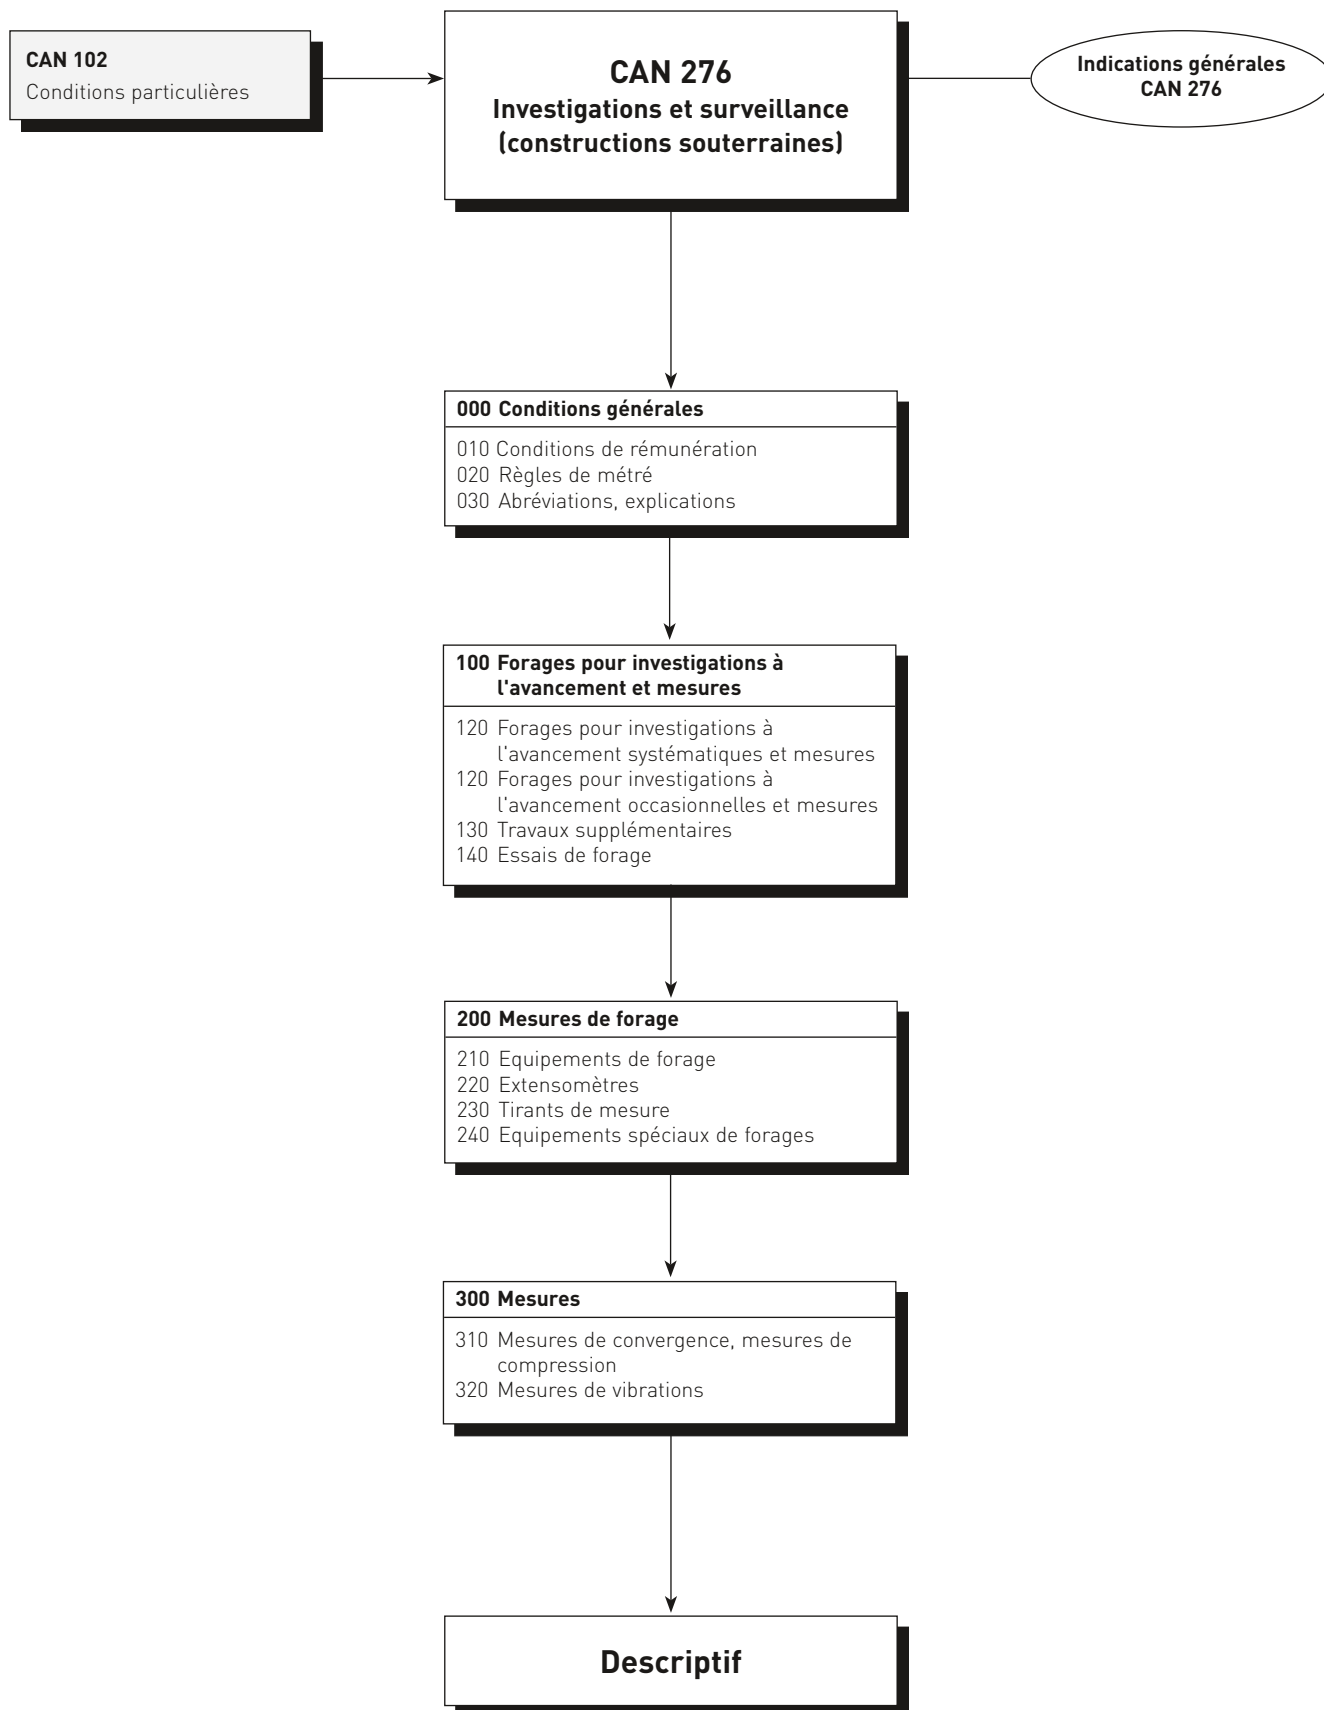 CAN 102
Conditions particulières
CAN 276
Investigations et surveillance
(constructions souterraines)
Indications générales
CAN 276
000 Conditions générales
010 Conditions de rémunération
020 Règles de métré
030 Abréviations, explications
100 Forages pour investigations à
l'avancement et mesures
120 Forages pour investigations à
l'avancement systématiques et mesures
120 Forages pour investigations à
l'avancement occasionnelles et mesures
130 Travaux supplémentaires
140 Essais de forage
200 Mesures de forage
210 Equipements de forage
220 Extensomètres
230 Tirants de mesure
240 Equipements spéciaux de forages
300 Mesures
310 Mesures de convergence, mesures de
compression
320 Mesures de vibrations
Descriptif